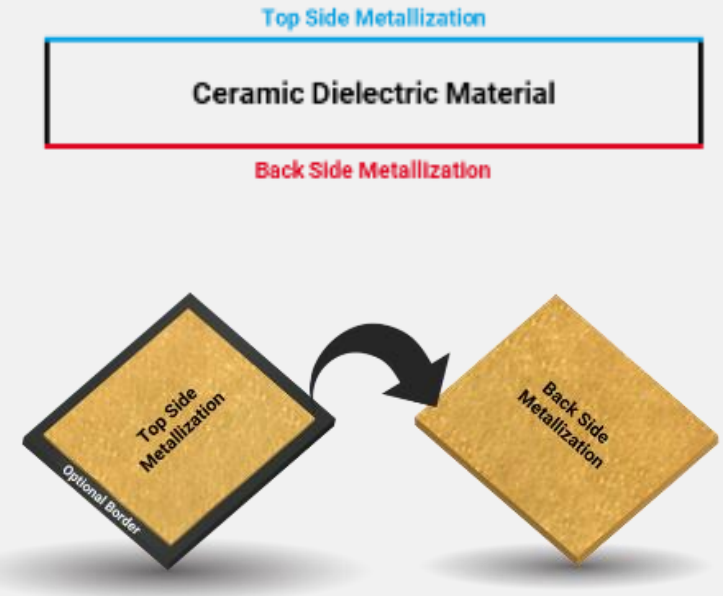 Top Side Metallization
Ceramic Dielectric Material
Back Side Metallization
Top Side
Metallization
Optional Border
Back Side
Metallization